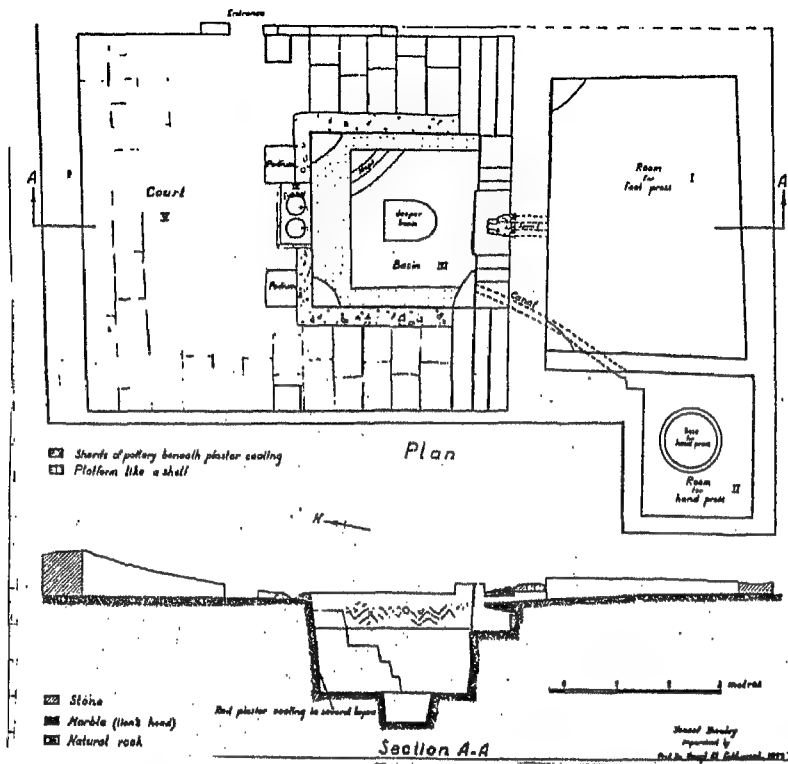 Entrance
A
Court
V
Podium
Podium
Steps
deeper
basin
Basin III
Canal
Room
for
foot press
I
A
Base
for
hand press
Room
for
hand press
II
Plan
Sherds of pottery beneath plaster coating
Platform like a shelf
N
Stone
Marble (lion's head)
Natural rock
Red plaster coating in several layers
Section A-A
metres